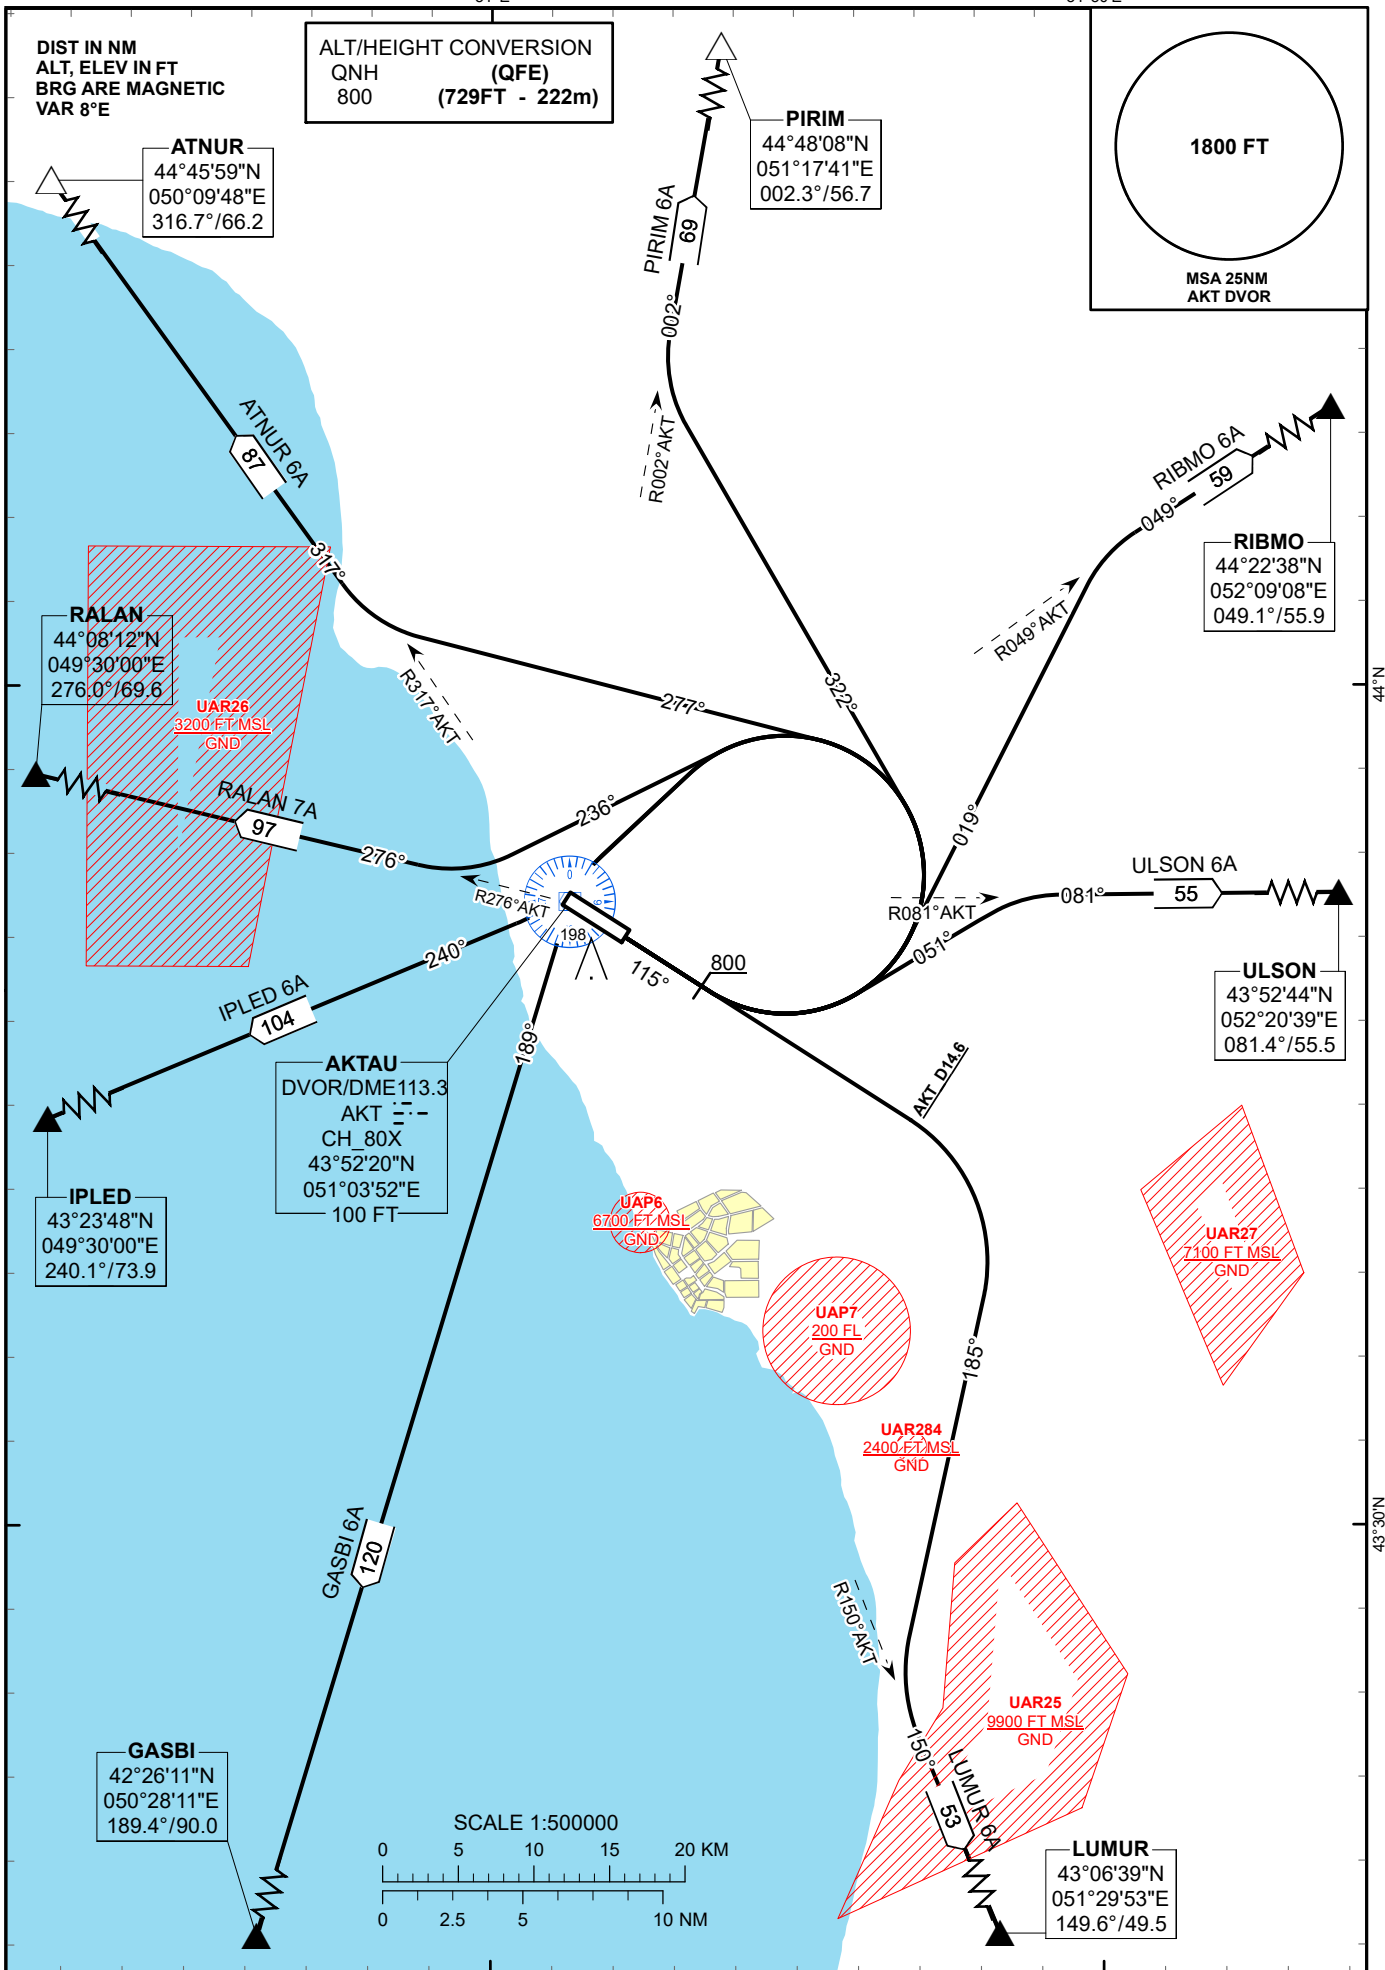 DIST IN NM
ALT, ELEV IN FT
BRG ARE MAGNETIC
VAR 8°E
ALT/HEIGHT CONVERSION
QNH (QFE)
800 (729FT - 222m)
1800 FT
MSA 25NM
AKT DVOR
ATNUR
44°45'59"N
050°09'48"E
316.7°/66.2
PIRIM
44°48'08"N
051°17'41"E
002.3°/56.7
PIRIM 6A
69
002°
R002°AKT
ATNUR 6A
87
317°
R317°AKT
277°
322°
RIBMO 6A
59
049°
R049°AKT
019°
RIBMO
44°22'38"N
052°09'08"E
049.1°/55.9
RALAN
44°08'12"N
049°30'00"E
276.0°/69.6
UAR26
3200 FT MSL
GND
44°N
RALAN 7A
97
276°
236°
R276°AKT
0
198
115°
800
ULSON 6A
55
081°
R081°AKT
051°
ULSON
43°52'44"N
052°20'39"E
081.4°/55.5
IPLED 6A
104
240°
189°
IPLED
43°23'48"N
049°30'00"E
240.1°/73.9
AKTAU
DVOR/DME113.3
AKT
CH_80X
43°52'20"N
051°03'52"E
100 FT
AKT D14.6
UAP6
6700 FT MSL
GND
UAP7
200 FL
GND
UAR27
7100 FT MSL
GND
185°
UAR284
2400 FT MSL
GND
43°30'N
GASBI 6A
120
R150°AKT
150°
LUMUR 6A
53
UAR25
9900 FT MSL
GND
GASBI
42°26'11"N
050°28'11"E
189.4°/90.0
LUMUR
43°06'39"N
051°29'53"E
149.6°/49.5
SCALE 1:500000
0 5 10 15 20 KM
0 2.5 5 10 NM